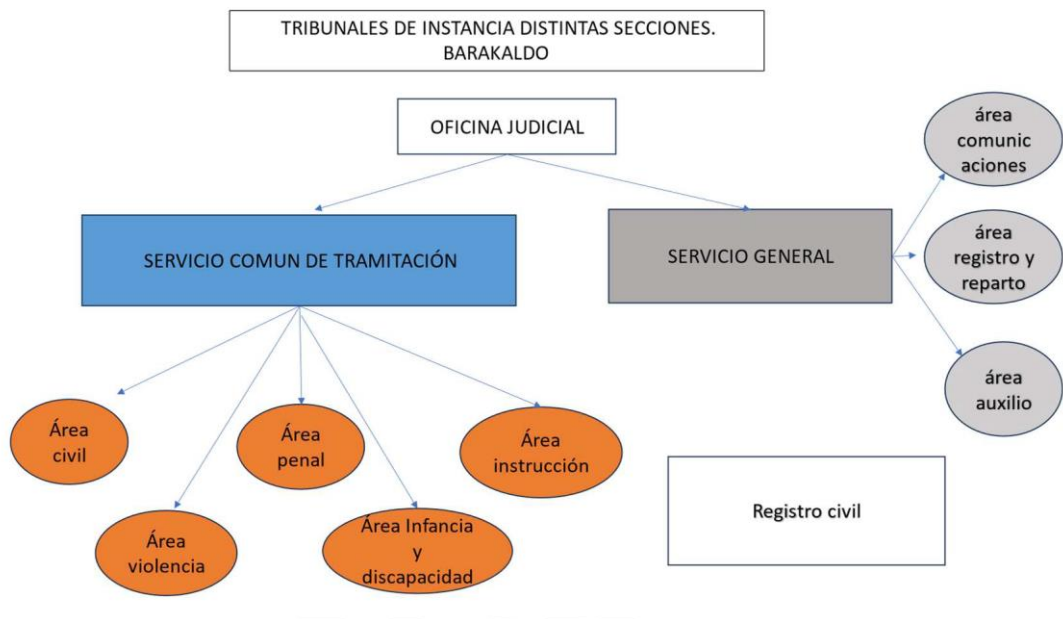 TRIBUNALES DE INSTANCIA DISTINTAS SECCIONES.
BARAKALDO
OFICINA JUDICIAL
área
comunic
aciones
SERVICIO COMUN DE TRAMITACIÓN
SERVICIO GENERAL
área
registro y
reparto
área
auxilio
Área
civil
Área
penal
Área
instrucción
Área
violencia
Área Infancia
y
discapacidad
Registro civil